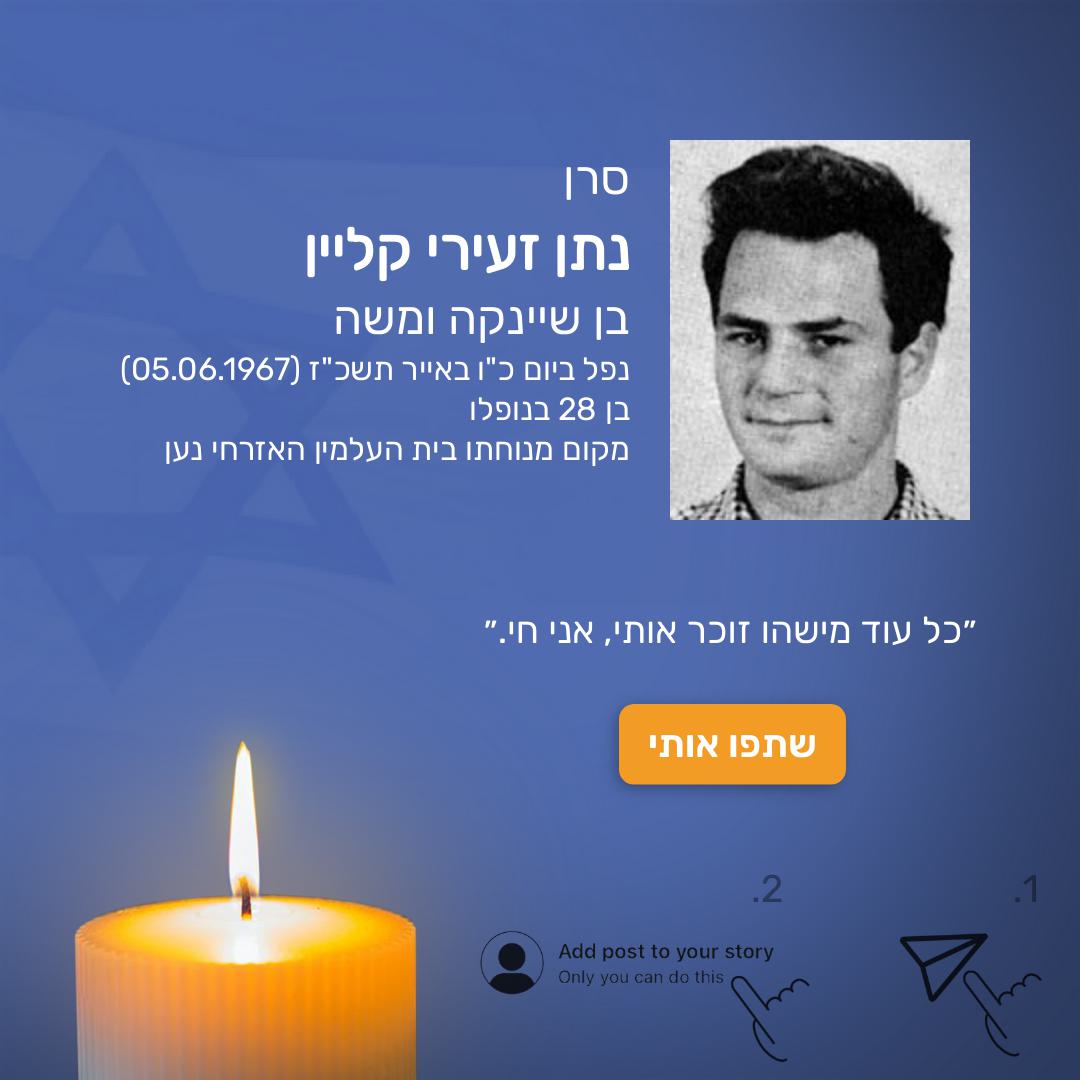 סרן
נתן זעירי קליין
בן שיינקה ומשה
נפל ביום כ"ו באייר תשכ"ז (05.06.1967)
בן 28 בנופלו
מקום מנוחתו בית העלמין האזרחי נען
״כל עוד מישהו זוכר אותי, אני חי.״
שתפו אותי
1.
2.
Add post to your story
Only you can do this